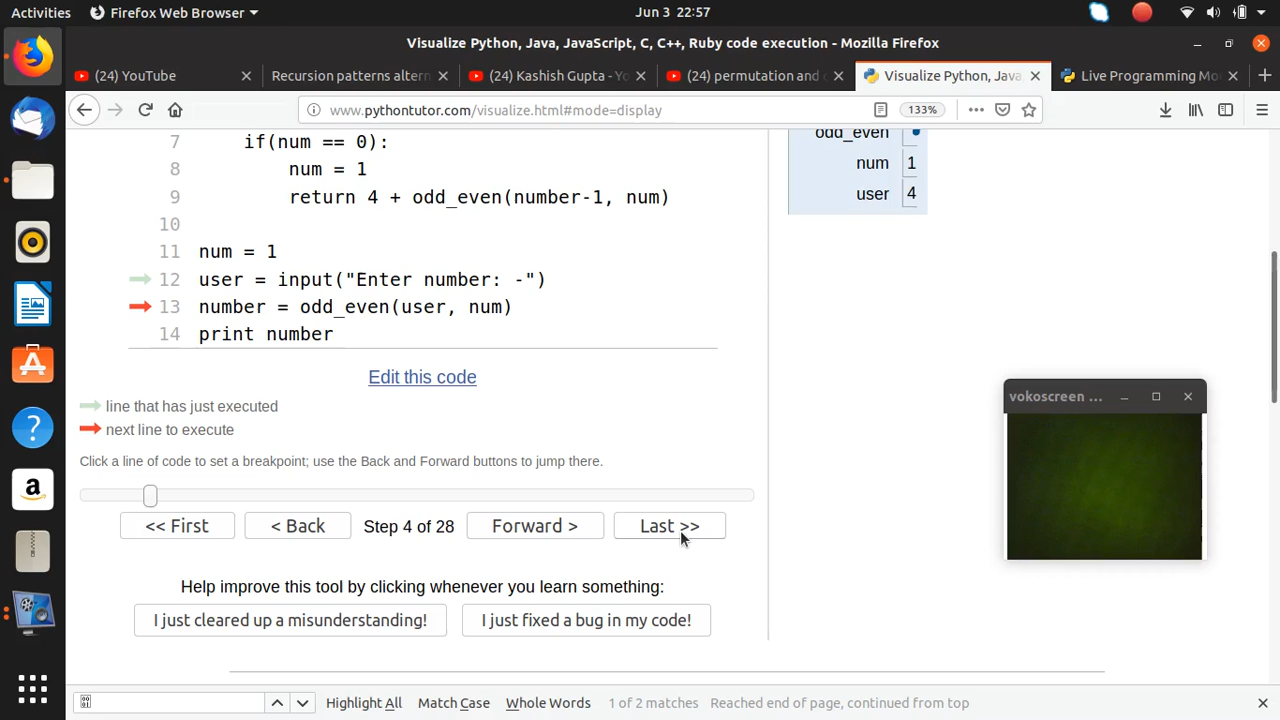 Activities Firefox Web Browser Jun 3 22:57
Visualize Python, Java, JavaScript, C, C++, Ruby code execution - Mozilla Firefox
(24) YouTube Recursion patterns altern (24) Kashish Gupta - Yo (24) permutation and c Visualize Python, Java, Live Programming Mo
www.pythontutor.com/visualize.html#mode=display 133%
7 if(num == 0):
8 num = 1
9 return 4 + odd_even(number-1, num)
10
11 num = 1
12 user = input("Enter number: -")
13 number = odd_even(user, num)
14 print number
odd_even
num 1
user 4
Edit this code
line that has just executed
next line to execute
Click a line of code to set a breakpoint; use the Back and Forward buttons to jump there.
<< First < Back Step 4 of 28 Forward > Last >>
Help improve this tool by clicking whenever you learn something:
I just cleared up a misunderstanding! I just fixed a bug in my code!
vokoscreen ...
Highlight All Match Case Whole Words 1 of 2 matches Reached end of page, continued from top